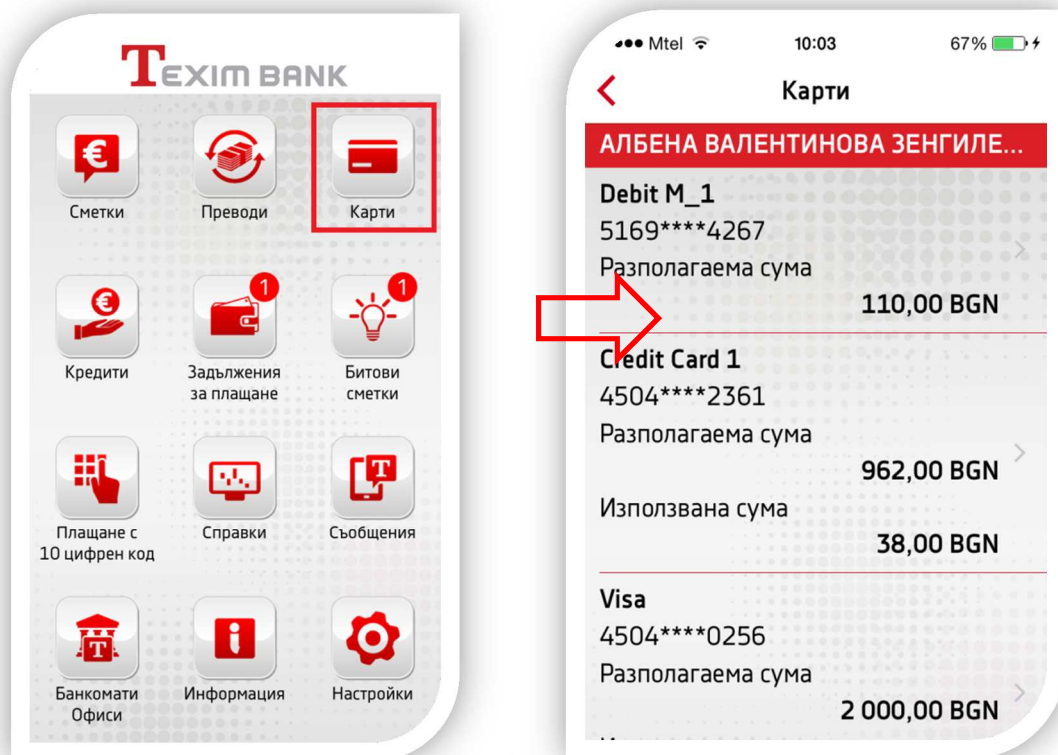 TEXIM BANK
Сметки
Преводи
Карти
1
1
Кредити
Задължения
за плащане
Битови
сметки
T
Плащане с
10 цифрен код
Справки
Съобщения
T
Банкомати
Офиси
Информация
Настройки
Mtel
10:03
67%
Карти
АЛБЕНА ВАЛЕНТИНОВА ЗЕНГИЛЕ...
Debit M_1
5169****4267
Разполагаема сума
110,00 BGN
Credit Card 1
4504****2361
Разполагаема сума
962,00 BGN
Използвана сума
38,00 BGN
Visa
4504****0256
Разполагаема сума
2 000,00 BGN